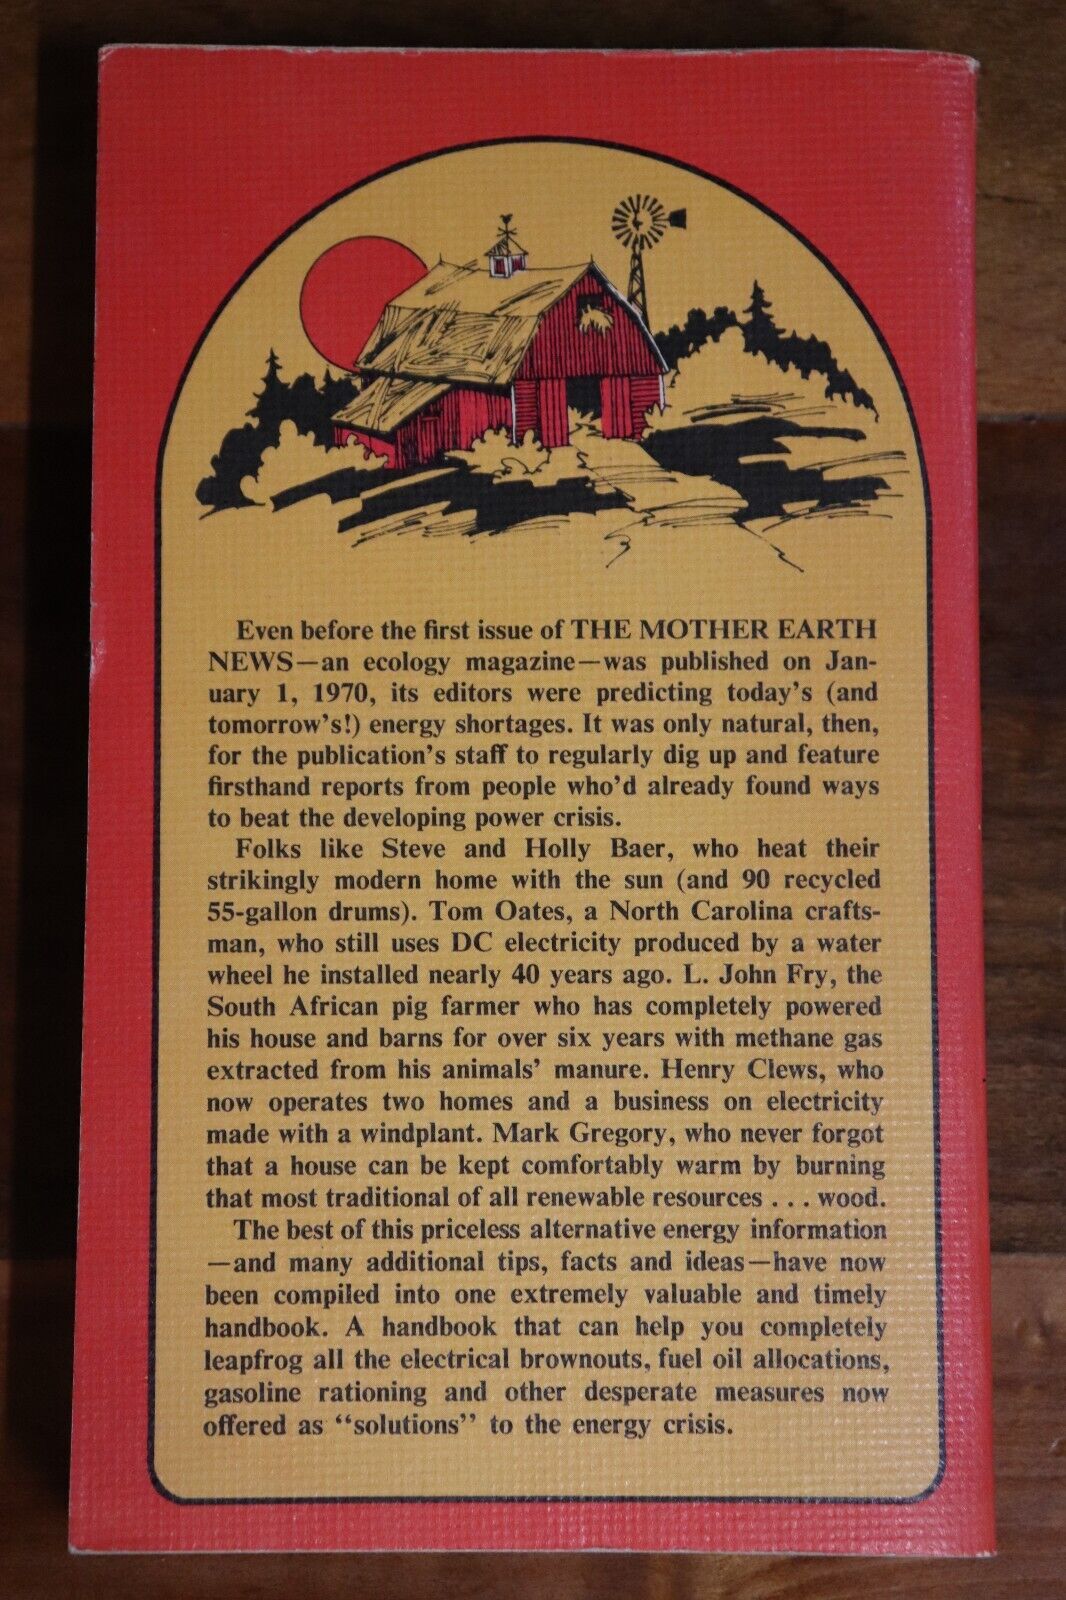 Even before the first issue of THE MOTHER EARTH
NEWS—an ecology magazine—was published on Jan-
uary 1, 1970, its editors were predicting today's (and
tomorrow's!) energy shortages. It was only natural, then,
for the publication's staff to regularly dig up and feature
firsthand reports from people who'd already found ways
to beat the developing power crisis.
Folks like Steve and Holly Baer, who heat their
strikingly modern home with the sun (and 90 recycled
55-gallon drums). Tom Oates, a North Carolina crafts-
man, who still uses DC electricity produced by a water
wheel he installed nearly 40 years ago. L. John Fry, the
South African pig farmer who has completely powered
his house and barns for over six years with methane gas
extracted from his animals' manure. Henry Clews, who
now operates two homes and a business on electricity
made with a windplant. Mark Gregory, who never forgot
that a house can be kept comfortably warm by burning
that most traditional of all renewable resources . . . wood.
The best of this priceless alternative energy information
—and many additional tips, facts and ideas—have now
been compiled into one extremely valuable and timely
handbook. A handbook that can help you completely
leapfrog all the electrical brownouts, fuel oil allocations,
gasoline rationing and other desperate measures now
offered as "solutions" to the energy crisis.